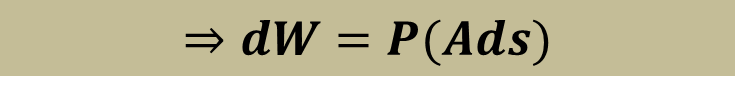 ⇒ dW = P(Ads)